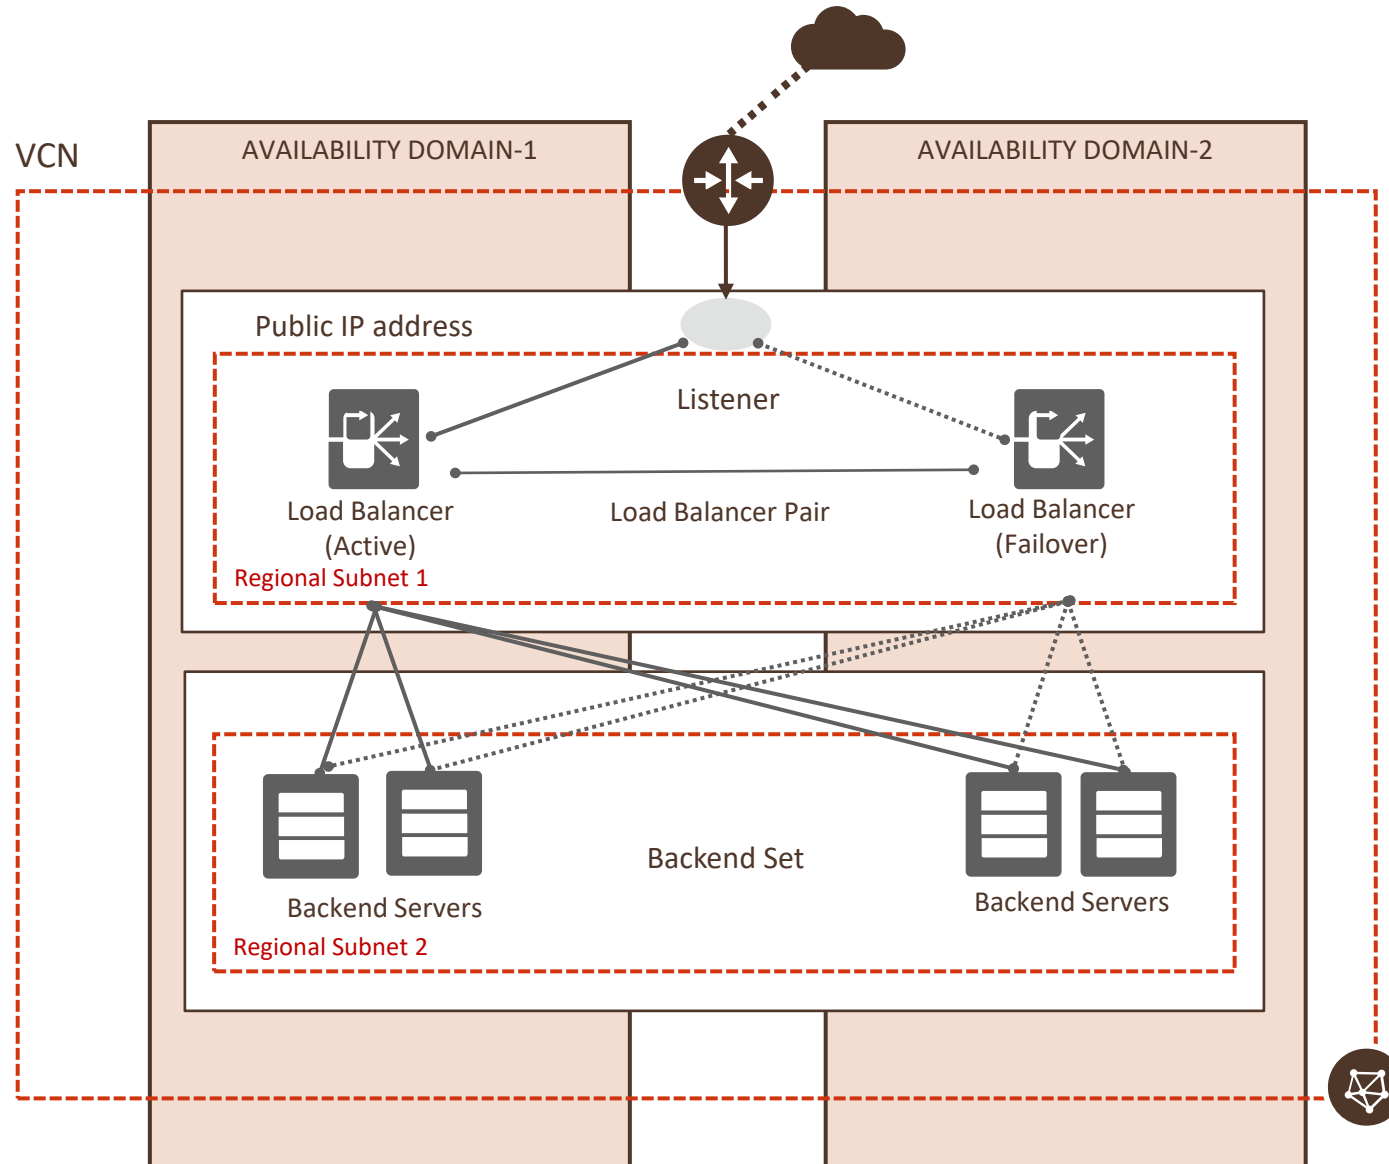 VCN
AVAILABILITY DOMAIN-1
AVAILABILITY DOMAIN-2
Public IP address
Listener
Load Balancer
(Active)
Load Balancer Pair
Load Balancer
(Failover)
Regional Subnet 1
Backend Set
Backend Servers
Backend Servers
Regional Subnet 2